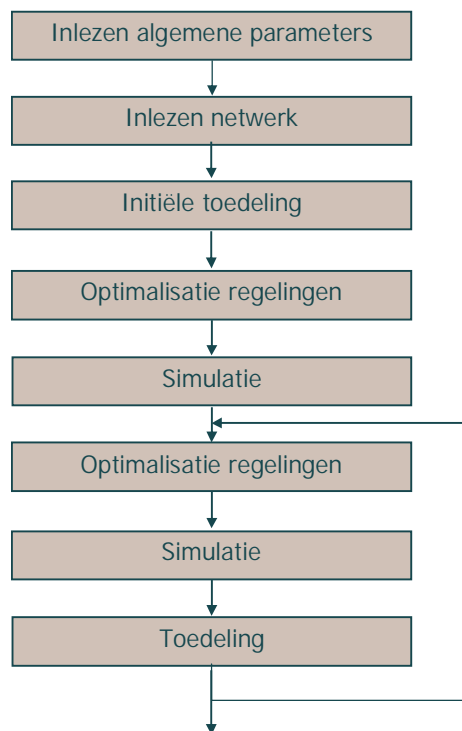 Inlezen algemene parameters
Inlezen netwerk
Initiële toedeling
Optimalisatie regelingen
Simulatie
Optimalisatie regelingen
Simulatie
Toedeling